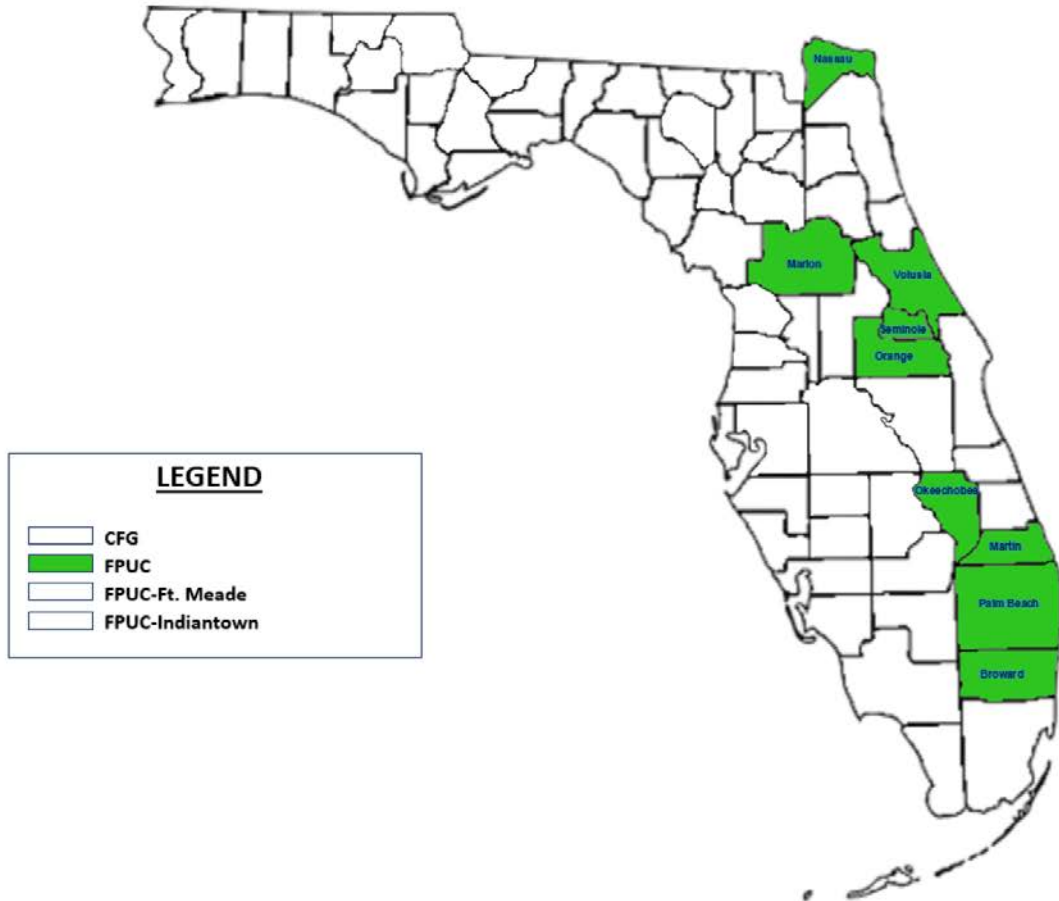 Nassau
Marion
Volusia
Seminole
Orange
LEGEND
CFG
FPUC
FPUC-Ft. Meade
FPUC-Indiantown
Okeechobee
Martin
Palm Beach
Broward